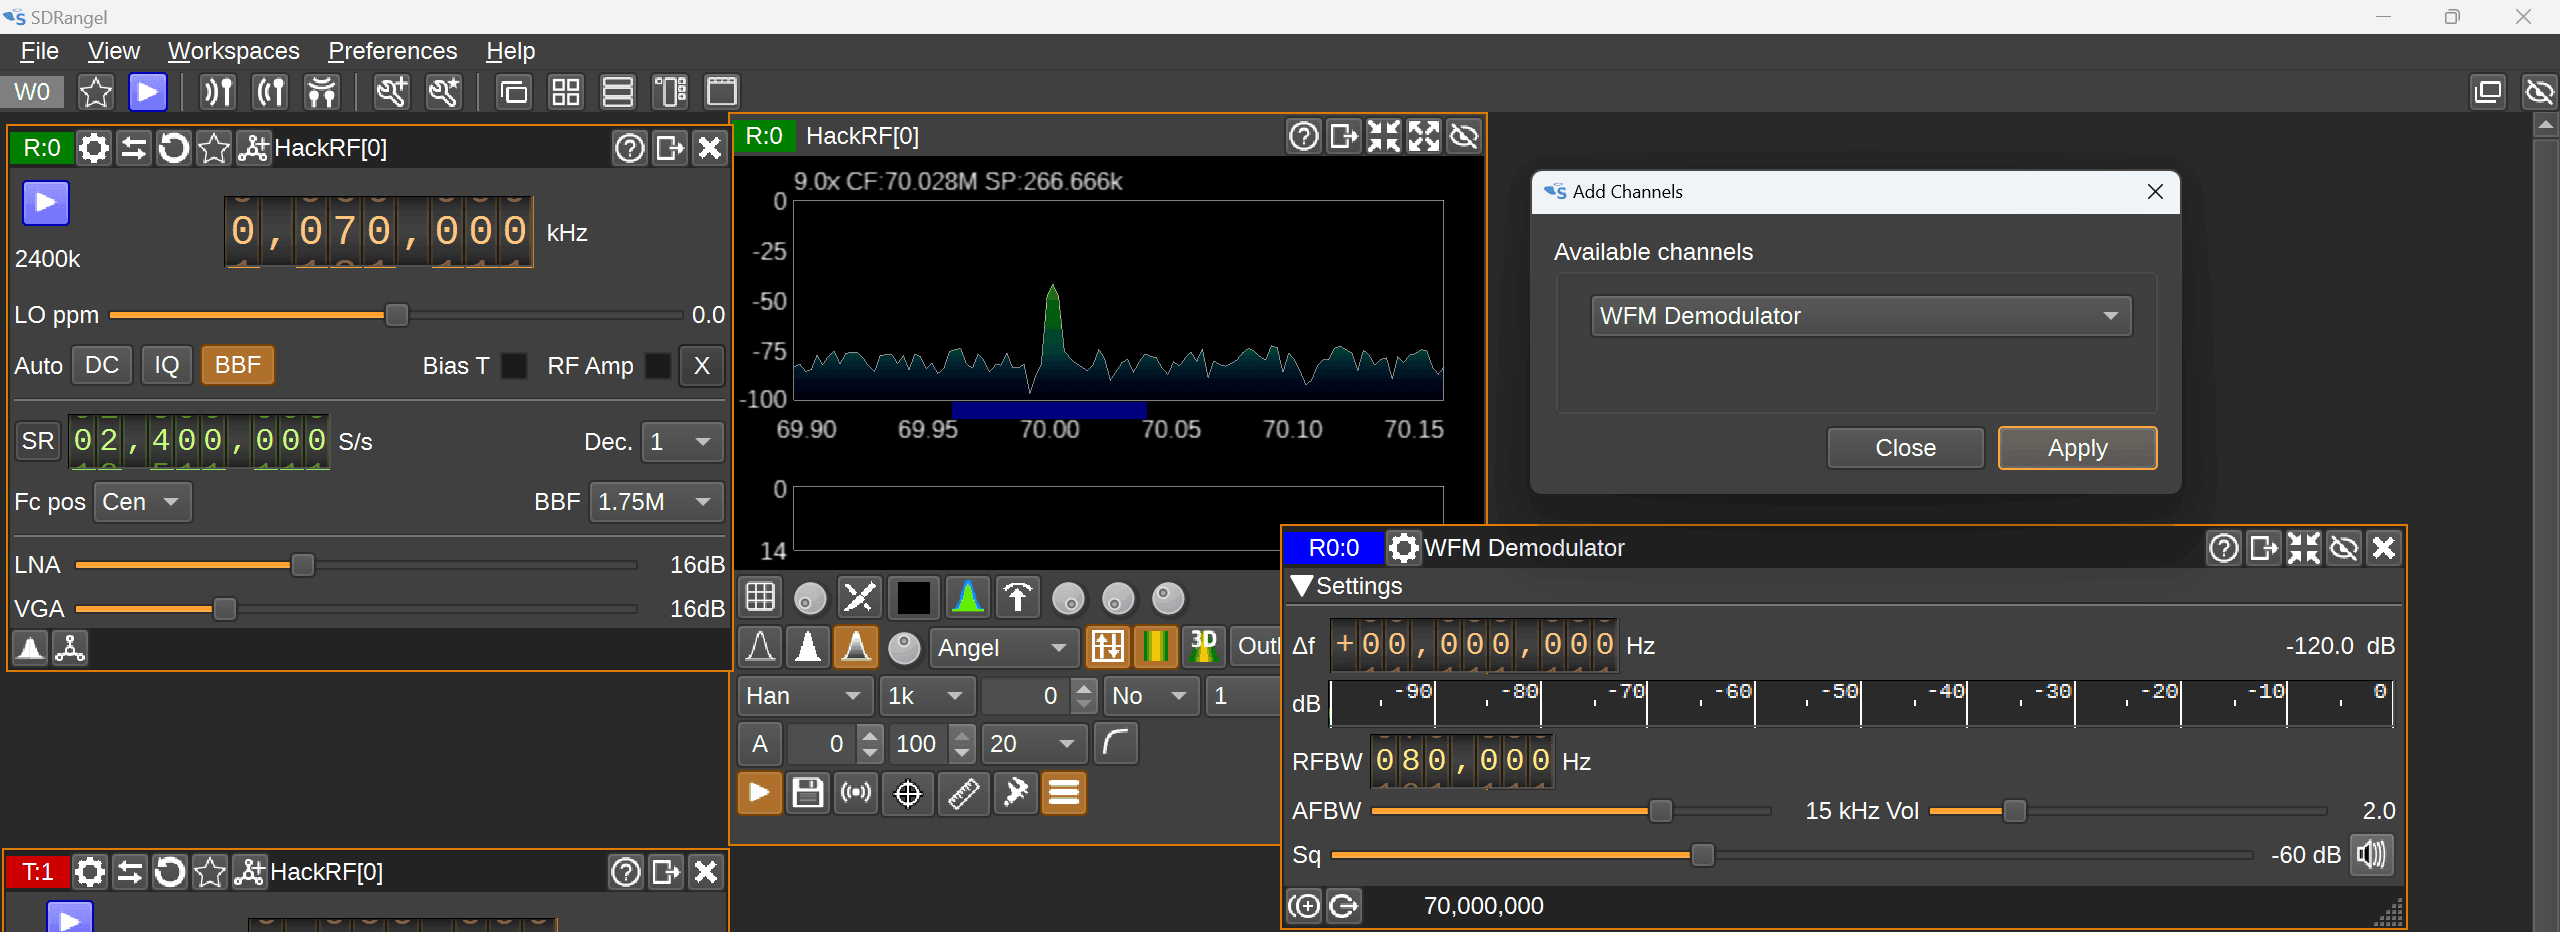 SDRangel
File View Workspaces Preferences Help
W0
R:0 HackRF[0]
0,070,000 kHz
2400k
LO ppm 0.0
Auto DC IQ BBF Bias T RF Amp X
SR 02,400,000 S/s Dec. 1
Fc pos Cen BBF 1.75M
LNA 16dB
VGA 16dB
T:1 HackRF[0]
R:0 HackRF[0]
9.0x CF:70.028M SP:266.666k
0
-25
-50
-75
-100
69.90 69.95 70.00 70.05 70.10 70.15
0
14
Angel 3D Outl
Han 1k 0 No 1
A 0 100 20
Add Channels
Available channels
WFM Demodulator
Close Apply
R0:0 WFM Demodulator
Settings
Δf +00,000,000 Hz -120.0 dB
dB -90 -80 -70 -60 -50 -40 -30 -20 -10 0
RFBW 080,000 Hz
AFBW 15 kHz Vol 2.0
Sq -60 dB
70,000,000